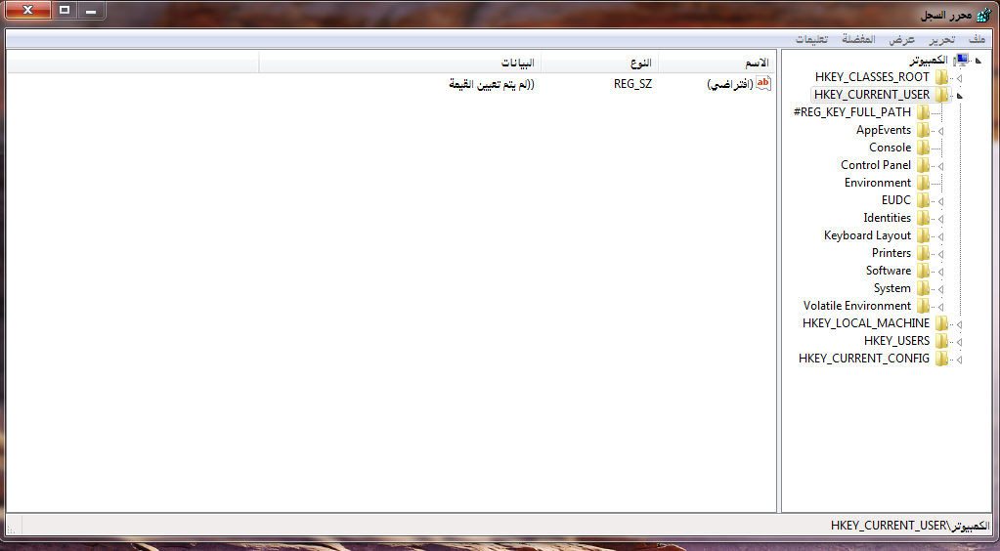 محرر السجل
ملف تحرير عرض المفضلة تعليمات
الكمبيوتر
HKEY_CLASSES_ROOT
HKEY_CURRENT_USER
#REG_KEY_FULL_PATH
AppEvents
Console
Control Panel
Environment
EUDC
Identities
Keyboard Layout
Printers
Software
System
Volatile Environment
HKEY_LOCAL_MACHINE
HKEY_USERS
HKEY_CURRENT_CONFIG
الاسم النوع البيانات
ab (افتراضي) REG_SZ ((لم يتم تعيين القيمة
الكمبيوتر\HKEY_CURRENT_USER